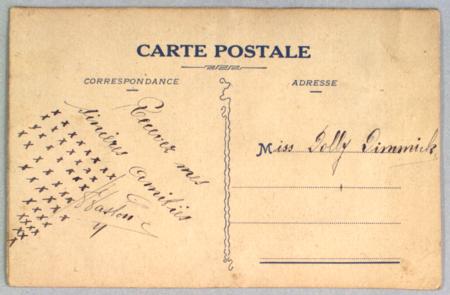 CARTE POSTALE
CORRESPONDANCE
ADRESSE
Recevez mes
sincères amitiés
Gaston
Miss Dolly Dimmick